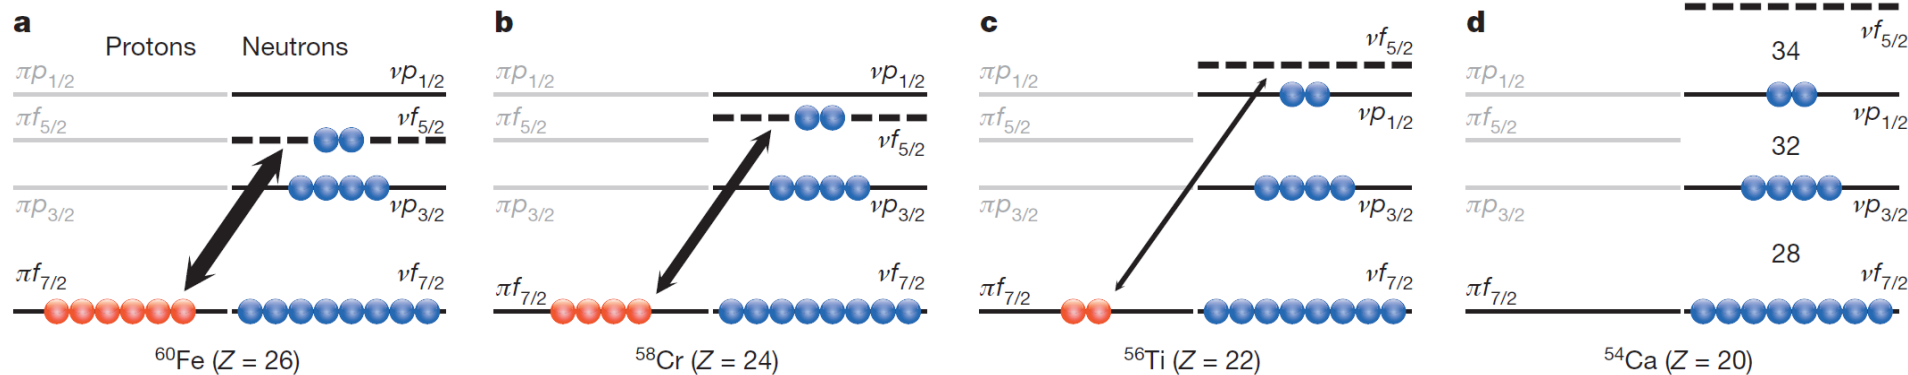 a
Protons Neutrons
πp1/2 νp1/2
πf5/2 νf5/2
πp3/2 νp3/2
πf7/2 νf7/2
60Fe (Z = 26)
b
πp1/2 νp1/2
πf5/2 νf5/2
πp3/2 νp3/2
πf7/2 νf7/2
58Cr (Z = 24)
c
νf5/2
πp1/2 νp1/2
πf5/2
πp3/2 νp3/2
πf7/2 νf7/2
56Ti (Z = 22)
d
νf5/2
34
πp1/2 νp1/2
πf5/2
32
πp3/2 νp3/2
28
πf7/2 νf7/2
54Ca (Z = 20)